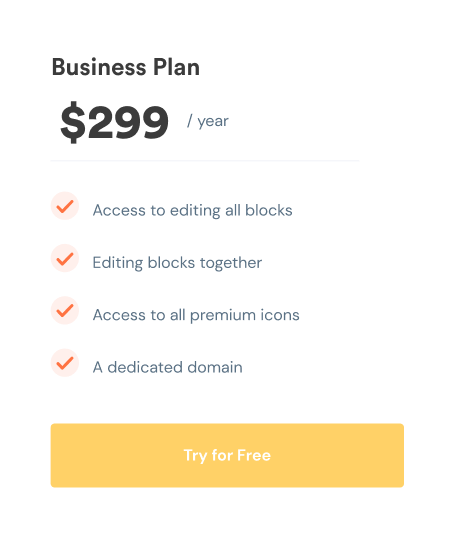 Business Plan
$299 / year
Access to editing all blocks
Editing blocks together
Access to all premium icons
A dedicated domain
Try for Free